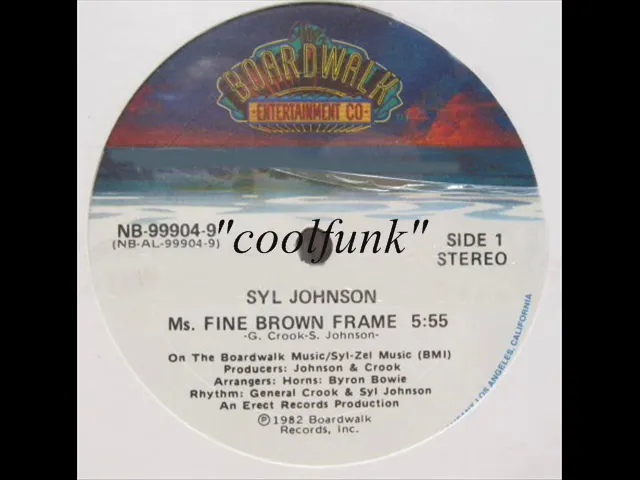 The
BOARDWALK
ENTERTAINMENT CO
NB-99904-9
(NB-AL-99904-9)
"coolfunk"
SIDE 1
STEREO
SYL JOHNSON
Ms. FINE BROWN FRAME 5:55
-G. Crook-S. Johnson-
On The Boardwalk Music/Syl-Zel Music (BMI)
Producers: Johnson & Crook
Arrangers: Horns: Byron Bowie
Rhythm: General Crook & Syl Johnson
An Erect Records Production
Ⓟ1982 Boardwalk
Records, Inc.
LOS ANGELES, CALIFORNIA